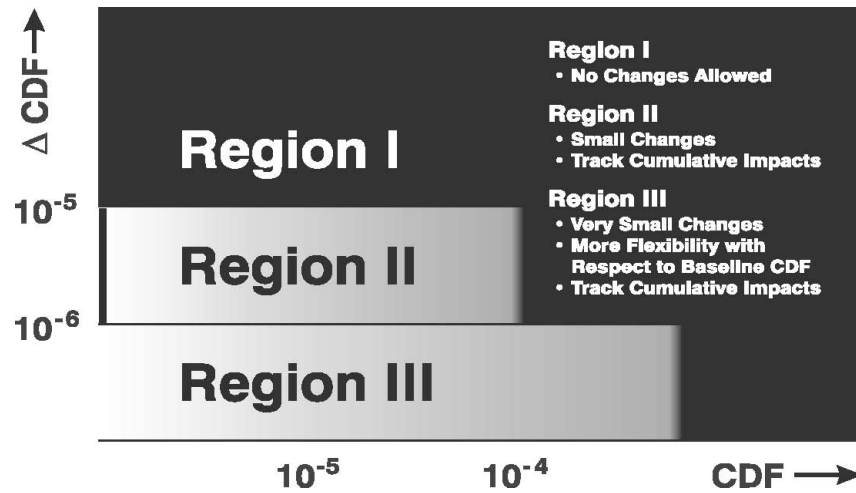 Δ CDF →
Region I
• No Changes Allowed
Region II
• Small Changes
• Track Cumulative Impacts
Region III
• Very Small Changes
• More Flexibility with
Respect to Baseline CDF
• Track Cumulative Impacts
Region I
10⁻⁵
Region II
10⁻⁶
Region III
10⁻⁵
10⁻⁴
CDF →